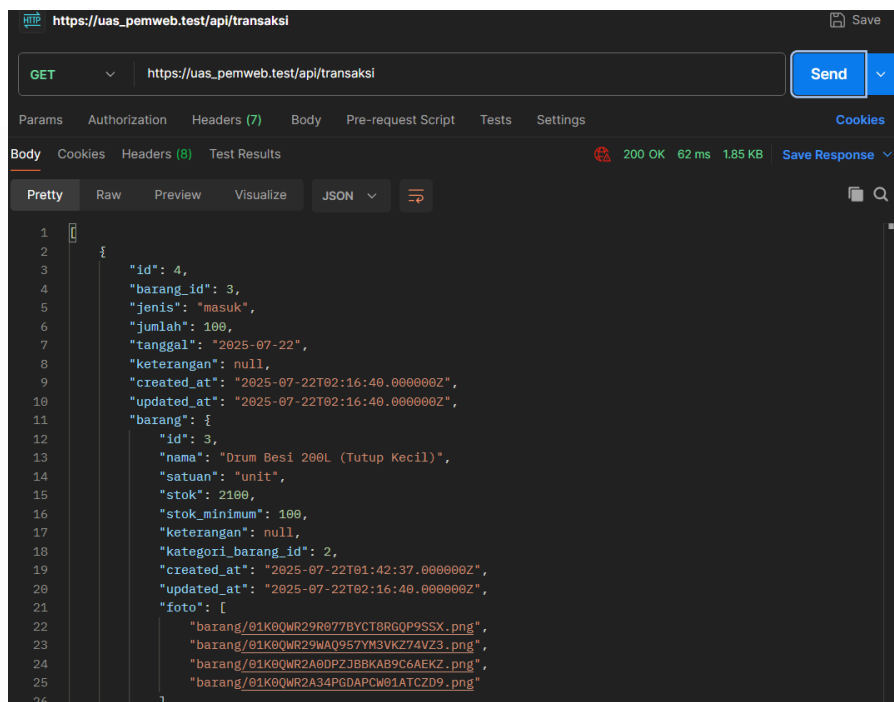 HTTP https://uas_pemweb.test/api/transaksi Save
GET https://uas_pemweb.test/api/transaksi Send
Params Authorization Headers (7) Body Pre-request Script Tests Settings Cookies
Body Cookies Headers (8) Test Results 200 OK 62 ms 1.85 KB Save Response
Pretty Raw Preview Visualize JSON
1 [
2 {
3 "id": 4,
4 "barang_id": 3,
5 "jenis": "masuk",
6 "jumlah": 100,
7 "tanggal": "2025-07-22",
8 "keterangan": null,
9 "created_at": "2025-07-22T02:16:40.000000Z",
10 "updated_at": "2025-07-22T02:16:40.000000Z",
11 "barang": {
12 "id": 3,
13 "nama": "Drum Besi 200L (Tutup Kecil)",
14 "satuan": "unit",
15 "stok": 2100,
16 "stok_minimum": 100,
17 "keterangan": null,
18 "kategori_barang_id": 2,
19 "created_at": "2025-07-22T01:42:37.000000Z",
20 "updated_at": "2025-07-22T02:16:40.000000Z",
21 "foto": [
22 "barang/01K0QWR29R077BYCT8RGQP9SSX.png",
23 "barang/01K0QWR29WAQ957YM3VKZ74VZ3.png",
24 "barang/01K0QWR2A0DPZJBBKAB9C6AEKZ.png",
25 "barang/01K0QWR2A34PGDAPCW01ATCZD9.png"
26 ]